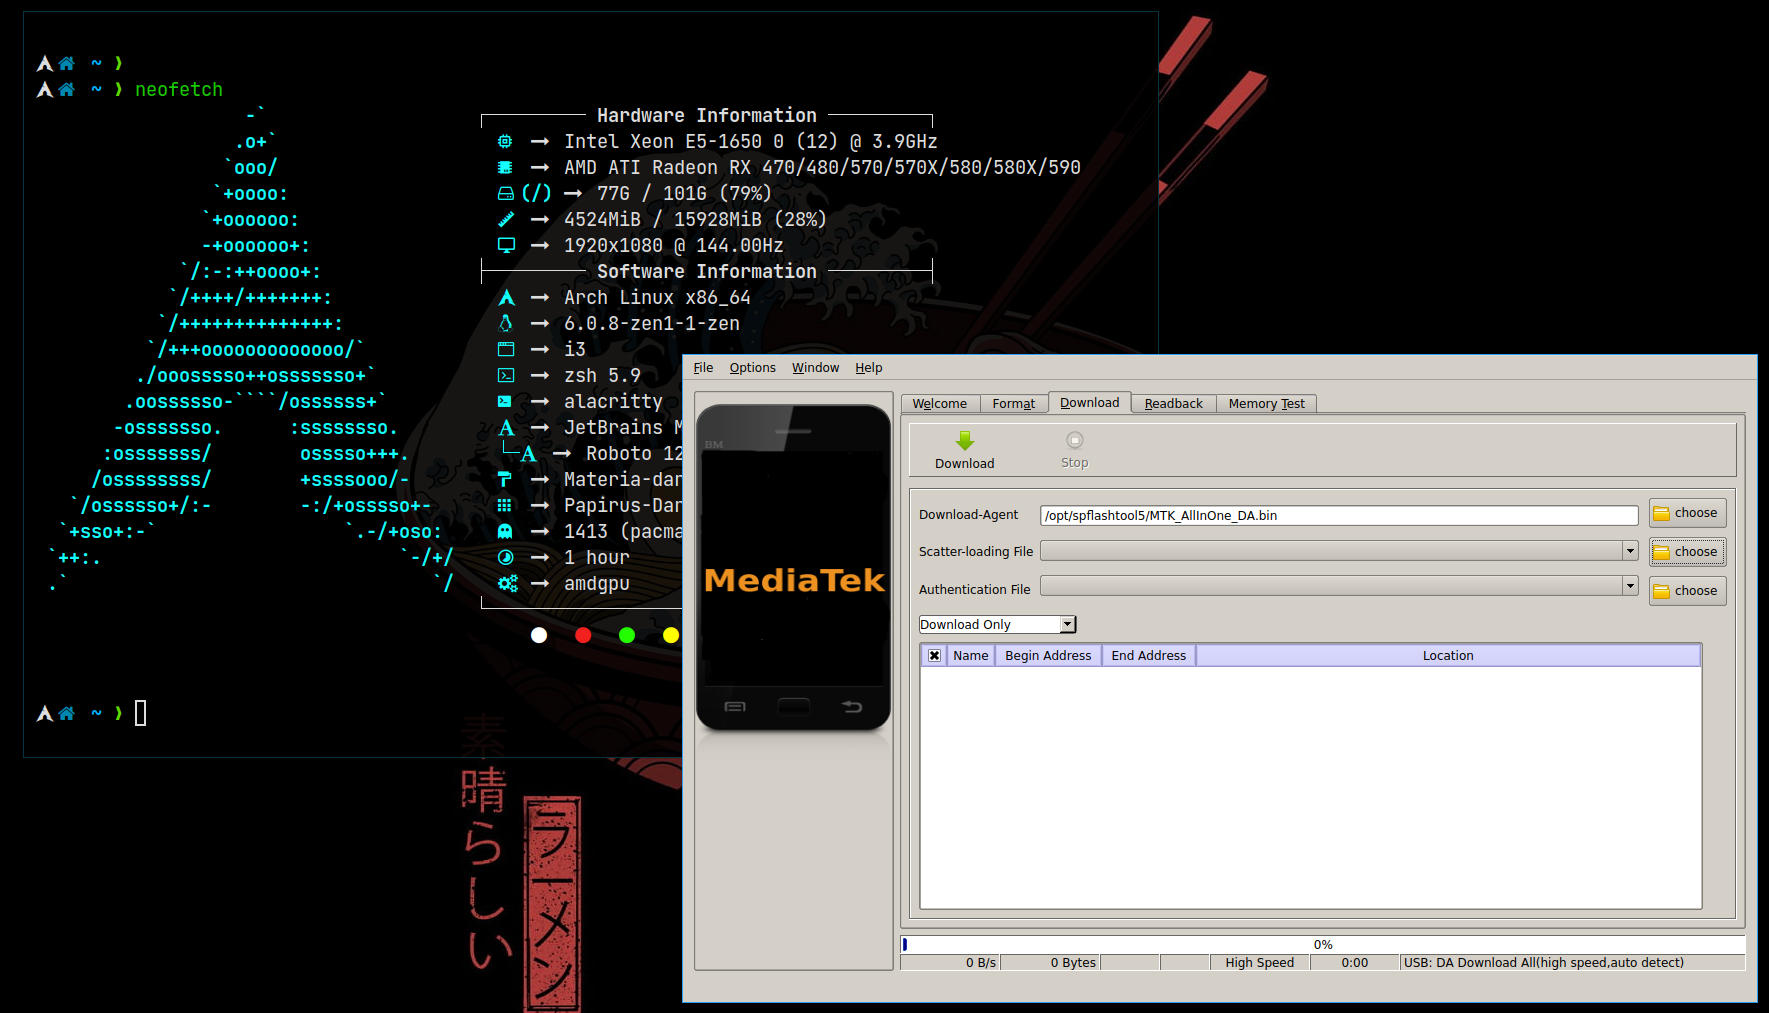 ~ ❯
~ ❯ neofetch
Hardware Information
Intel Xeon E5-1650 0 (12) @ 3.9GHz
AMD ATI Radeon RX 470/480/570/570X/580/580X/590
(/) → 77G / 101G (79%)
4524MiB / 15928MiB (28%)
1920x1080 @ 144.00Hz
Software Information
Arch Linux x86_64
6.0.8-zen1-1-zen
i3
zsh 5.9
alacritty
JetBrains M
Roboto 12
Materia-dar
Papirus-Dar
1413 (pacma
1 hour
amdgpu
-`
.o+`
`ooo/
`+oooo:
`+oooooo:
-+oooooo+:
`/:-:++oooo+:
`/++++/+++++++:
`/++++++++++++++:
`/+++ooooooooooooo/`
./ooosssso++osssssso+`
.oossssso-````/ossssss+`
-osssssso. :ssssssso.
:osssssss/ osssso+++.
/ossssssss/ +ssssooo/-
`/ossssso+/:- -:/+osssso+-
`+sso+:-` `.-/+oso:
`++:. `-/+/
.` `/
~ ❯
素晴らしい
ラーメン
File Options Window Help
BM
MediaTek
Welcome Format Download Readback Memory Test
Download Stop
Download-Agent /opt/spflashtool5/MTK_AllInOne_DA.bin choose
Scatter-loading File choose
Authentication File choose
Download Only
Name Begin Address End Address Location
0%
0 B/s 0 Bytes High Speed 0:00 USB: DA Download All(high speed,auto detect)